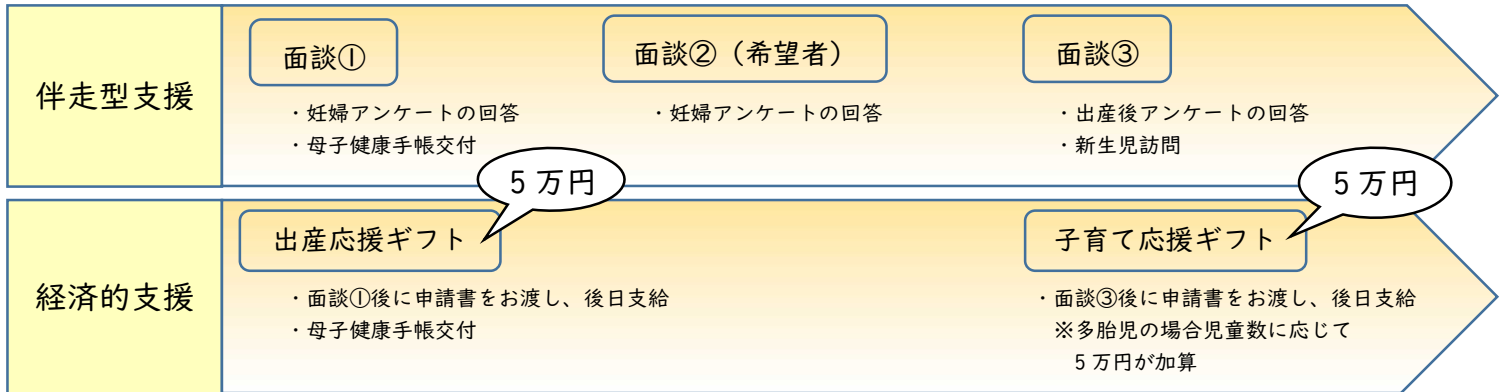 伴走型支援
面談①
・妊婦アンケートの回答
・母子健康手帳交付
面談②（希望者）
・妊婦アンケートの回答
面談③
・出産後アンケートの回答
・新生児訪問
経済的支援
出産応援ギフト
5万円
・面談①後に申請書をお渡し、後日支給
・母子健康手帳交付
子育て応援ギフト
5万円
・面談③後に申請書をお渡し、後日支給
※多胎児の場合児童数に応じて
5万円が加算